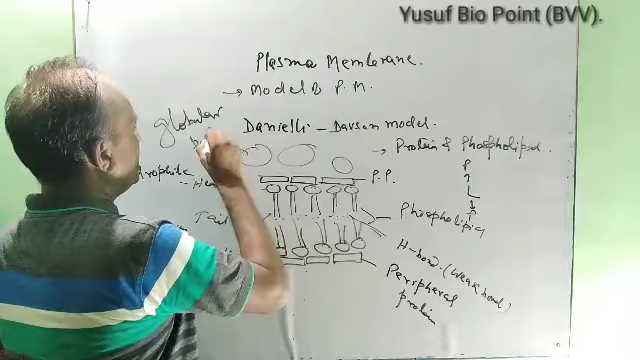 Yusuf Bio Point (BVV).
Plasma Membrane.
→ Model of P.M.
Globular
Danielli - Davson model.
→ Protein & Phospholipid.
P
L
P
P.P.
Tail
Phospholipid
H-bond (weak bond)
Peripheral
protein